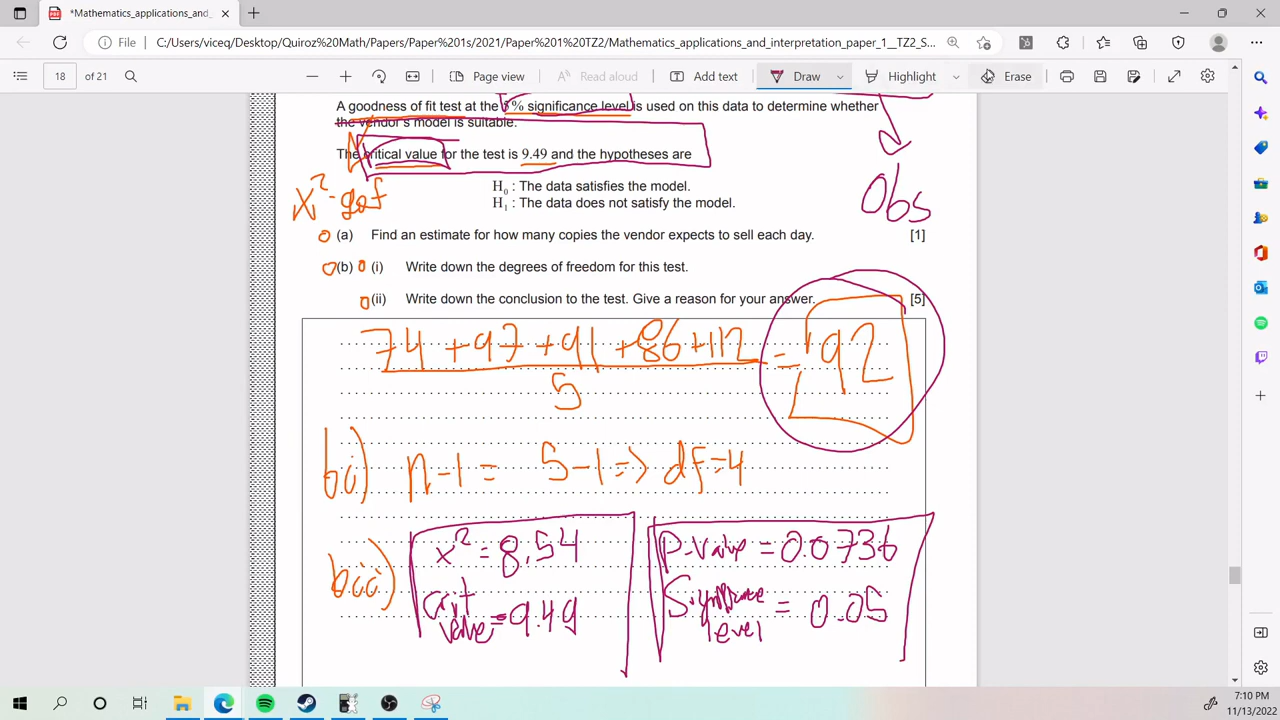 *Mathematics_applications_and_
File
C:/Users/viceq/Desktop/Quiroz%20Math/Papers/Paper%201s/2021/Paper%201%20TZ2/Mathematics_applications_and_interpretation_paper_1__TZ2_S...
18 of 21
Page view
Read aloud
Add text
Draw
Highlight
Erase
A goodness of fit test at the 5% significance level is used on this data to determine whether
the vendor's model is suitable.
The critical value for the test is 9.49 and the hypotheses are
X² - gof
H₀ : The data satisfies the model.
H₁ : The data does not satisfy the model.
Obs
(a) Find an estimate for how many copies the vendor expects to sell each day. [1]
(b) (i) Write down the degrees of freedom for this test.
(ii) Write down the conclusion to the test. Give a reason for your answer. [5]
74 + 97 + 91 + 86 + 112 = 92
5
bi) n - 1 = 5 - 1 => df = 4
bii) x² = 8.54 P-value = 0.0736
crit value = 9.49 Significance level = 0.05
7:10 PM
11/13/2022